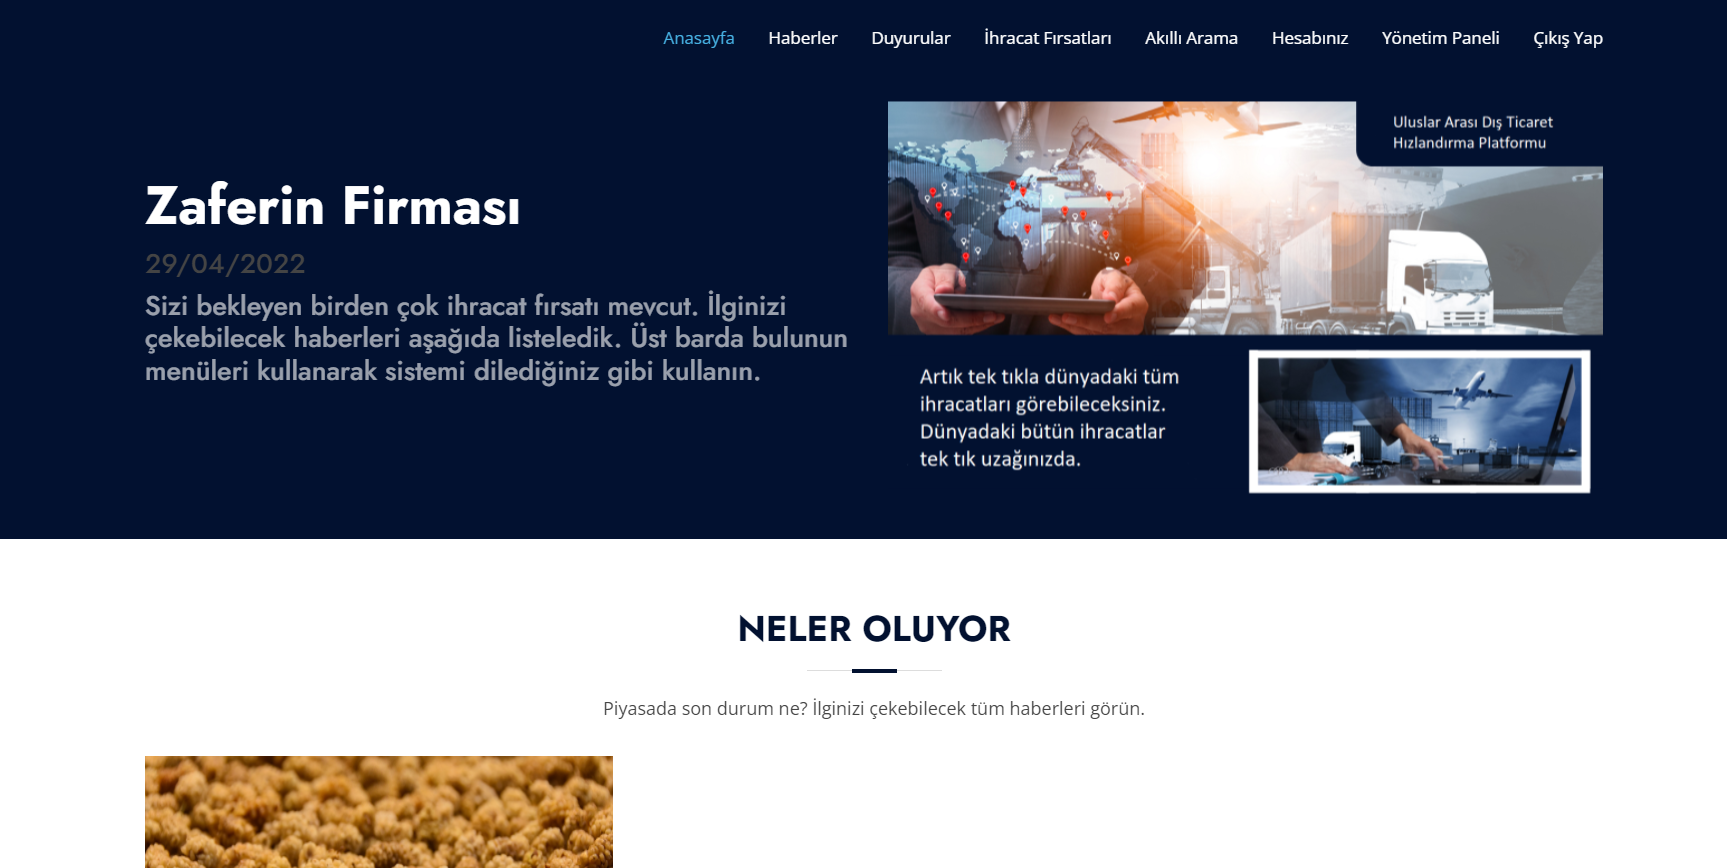 Anasayfa Haberler Duyurular İhracat Fırsatları Akıllı Arama Hesabınız Yönetim Paneli Çıkış Yap
Zaferin Firması
29/04/2022
Sizi bekleyen birden çok ihracat fırsatı mevcut. İlginizi
çekebilecek haberleri aşağıda listeledik. Üst barda bulunun
menüleri kullanarak sistemi dilediğiniz gibi kullanın.
Uluslar Arası Dış Ticaret
Hızlandırma Platformu
Artık tek tıkla dünyadaki tüm
ihracatları görebileceksiniz.
Dünyadaki bütün ihracatlar
tek tık uzağınızda.
NELER OLUYOR
Piyasada son durum ne? İlginizi çekebilecek tüm haberleri görün.